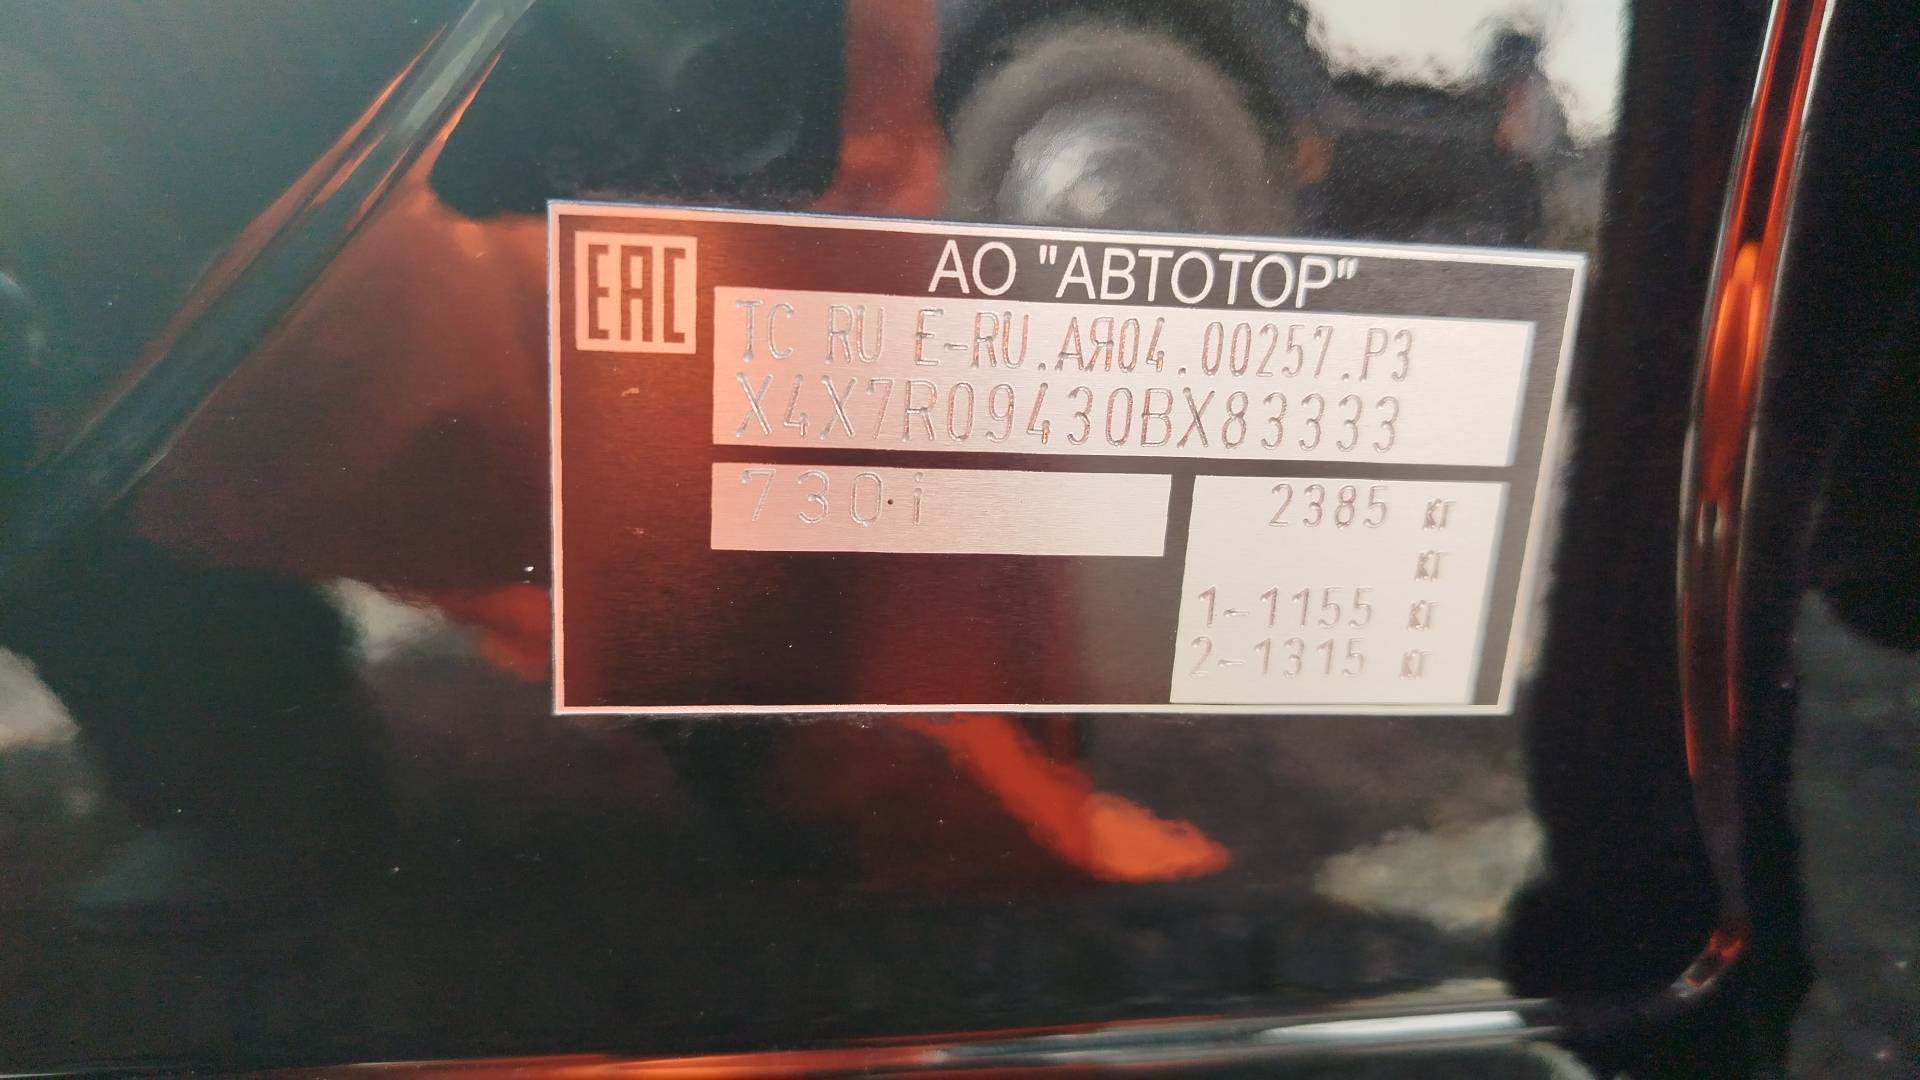 EAC
АО "АВТОТОР"
ТС RU E-RU.АЯ04.00257.Р3
X4X7R09430BX83333
730i
2385 кг
кг
1-1155 кг
2-1315 кг